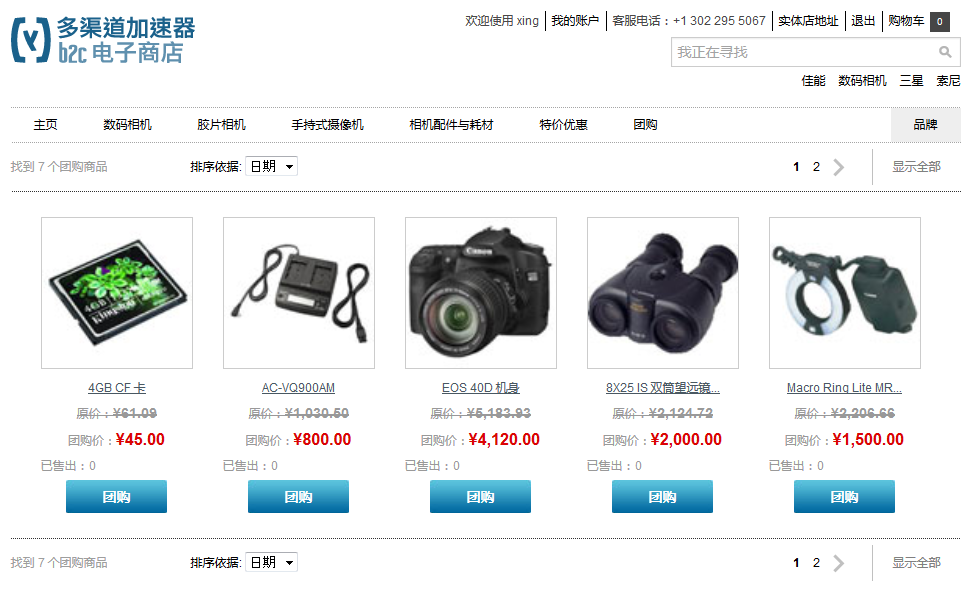 多渠道加速器
b2c 电子商店
欢迎使用 xing 我的账户 客服电话：+1 302 295 5067 实体店地址 退出 购物车 0
我正在寻找
佳能 数码相机 三星 索尼
主页 数码相机 胶片相机 手持式摄像机 相机配件与耗材 特价优惠 团购 品牌
找到 7 个团购商品 排序依据: 日期 1 2 显示全部
4GB
Kingston
Canon
4GB CF 卡 AC-VQ900AM EOS 40D 机身 8X25 IS 双筒望远镜... Macro Ring Lite MR...
原价：¥61.09 原价：¥1,030.50 原价：¥5,183.93 原价：¥2,124.72 原价：¥2,206.66
团购价：¥45.00 团购价：¥800.00 团购价：¥4,120.00 团购价：¥2,000.00 团购价：¥1,500.00
已售出：0 已售出：0 已售出：0 已售出：0 已售出：0
团购 团购 团购 团购 团购
找到 7 个团购商品 排序依据: 日期 1 2 显示全部